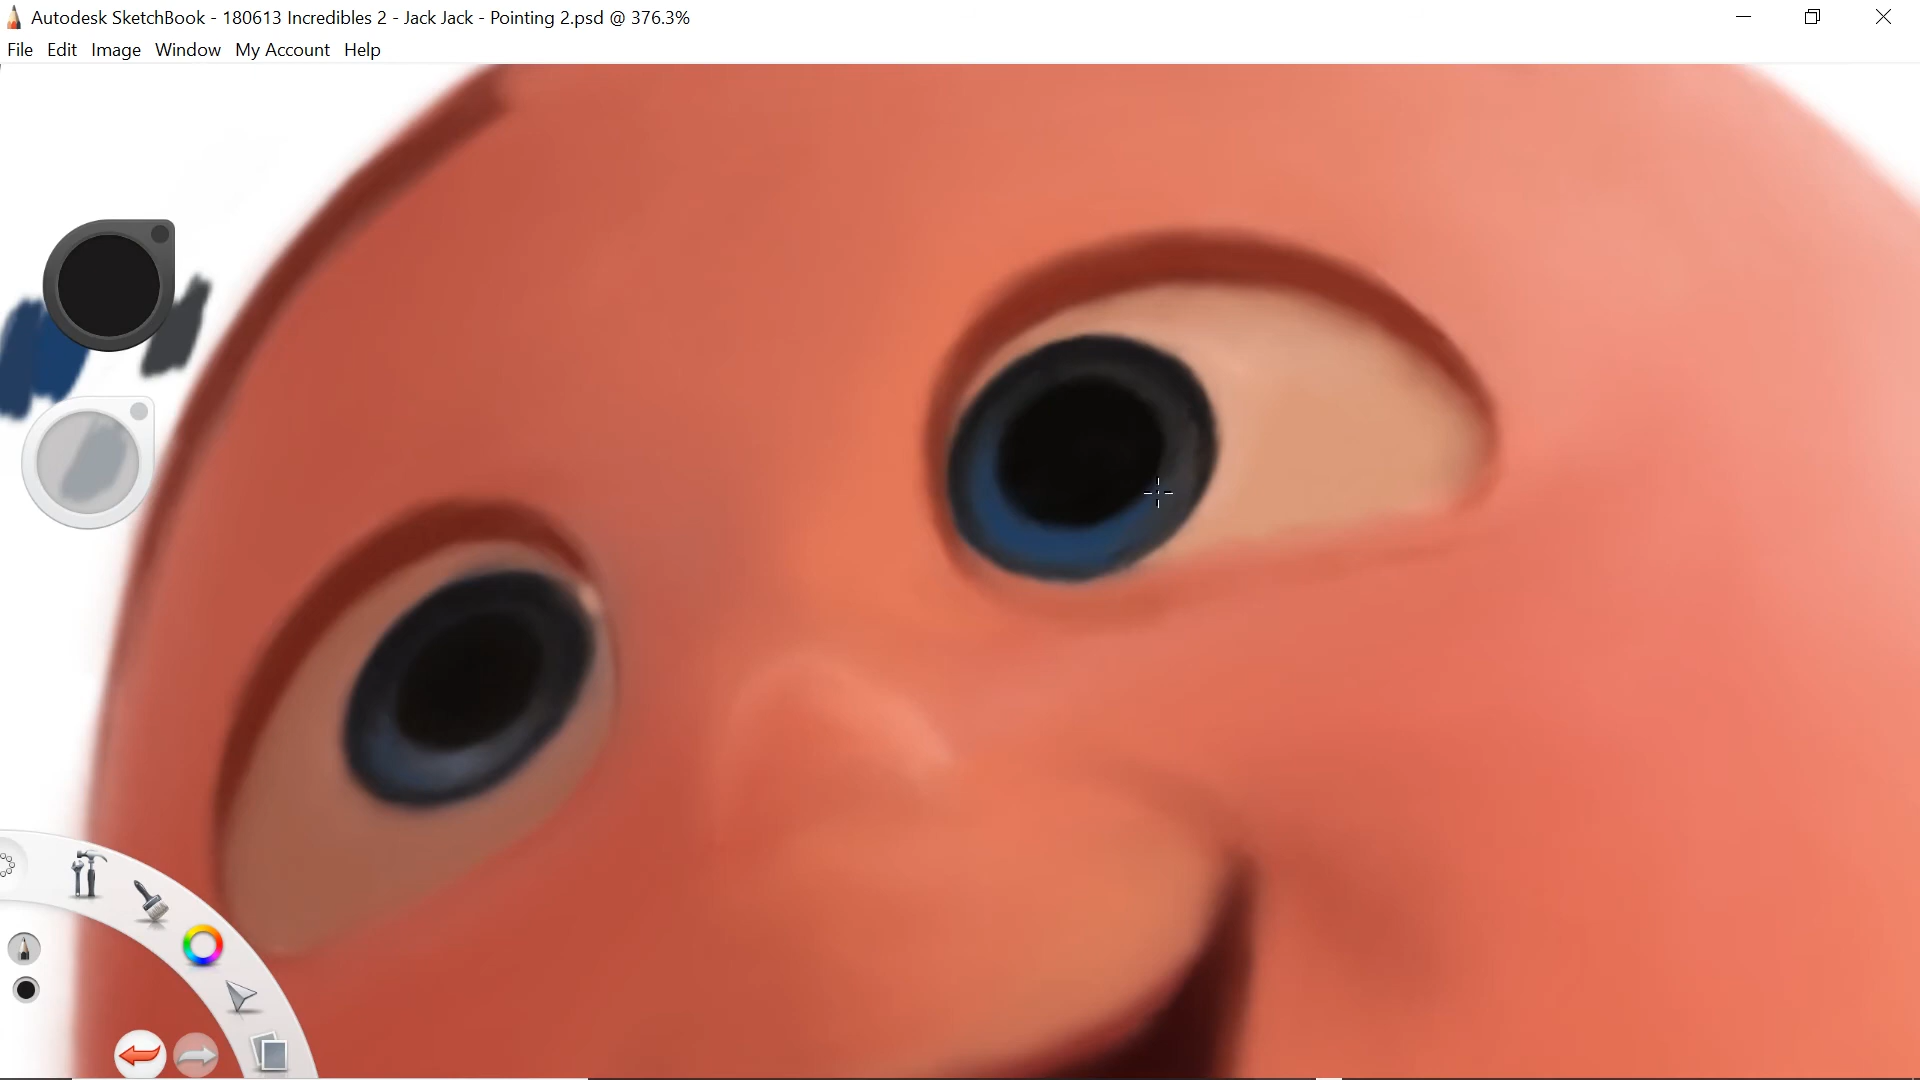 Autodesk SketchBook - 180613 Incredibles 2 - Jack Jack - Pointing 2.psd @ 376.3%
File Edit Image Window My Account Help